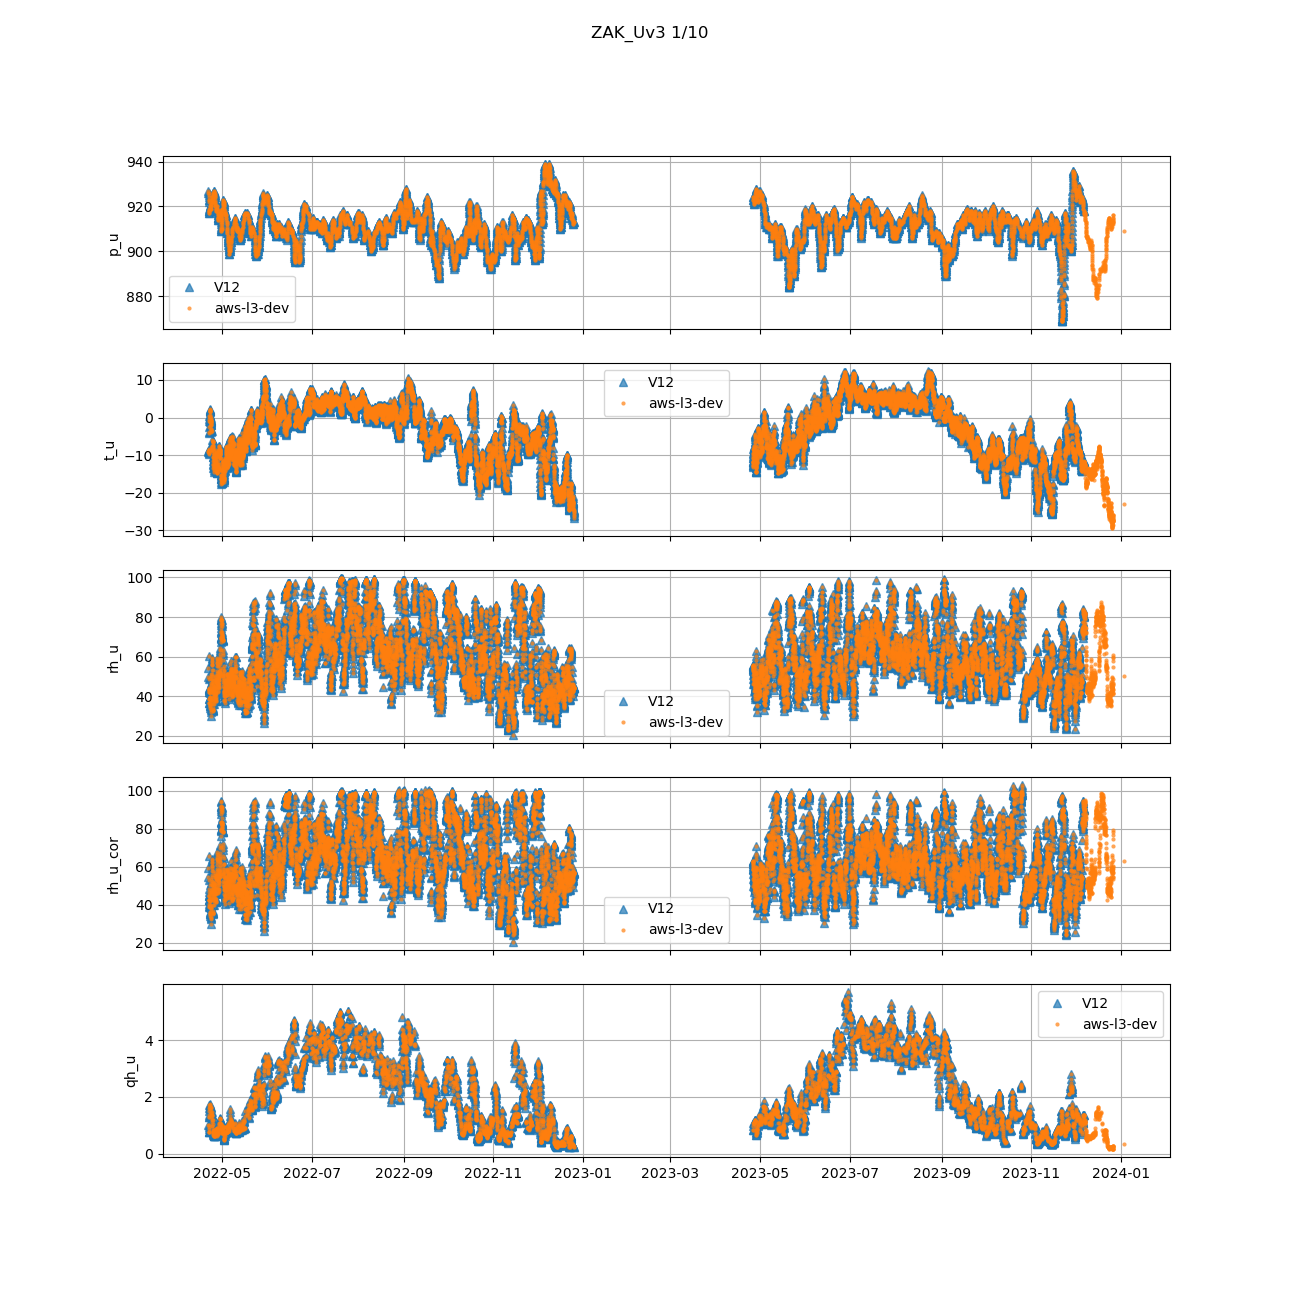 ZAK_Uv3 1/10
940
920
900
880
p_u
V12
aws-l3-dev
10
0
−10
−20
−30
t_u
V12
aws-l3-dev
100
80
60
40
20
rh_u
V12
aws-l3-dev
100
80
60
40
20
rh_u_cor
V12
aws-l3-dev
4
2
0
qh_u
V12
aws-l3-dev
2022-05
2022-07
2022-09
2022-11
2023-01
2023-03
2023-05
2023-07
2023-09
2023-11
2024-01